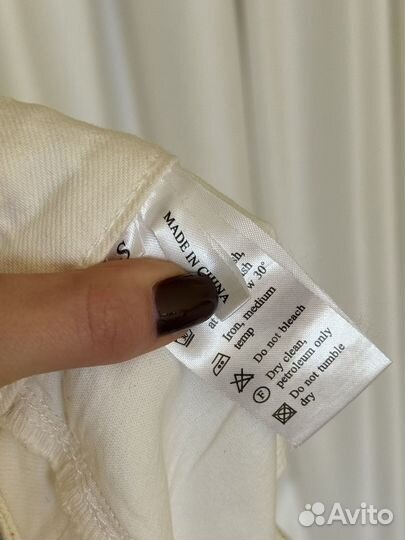 S
MADE IN CHINA
30°
at
Iron, medium
temp
Do not bleach
Dry clean,
petroleum only
F
Do not tumble
dry
Avito